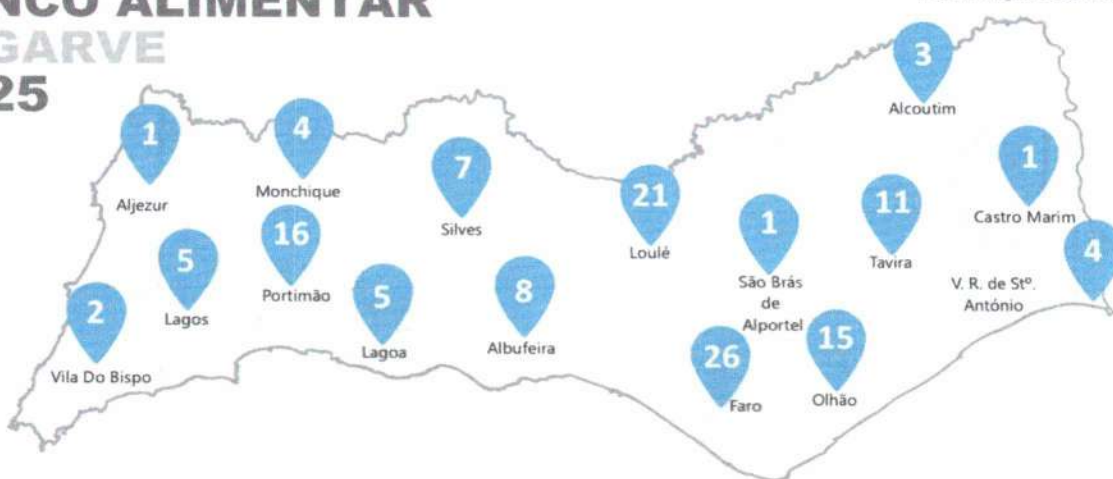 ALIMENTAR
3
Alcoutim
1
Aljezur
4
Monchique
7
Silves
21
Loulé
1
São Brás
de
Alportel
11
Tavira
1
Castro Marim
5
Lagos
16
Portimão
5
Lagoa
8
Albufeira
4
V. R. de Stº.
António
2
Vila Do Bispo
26
Faro
15
Olhão